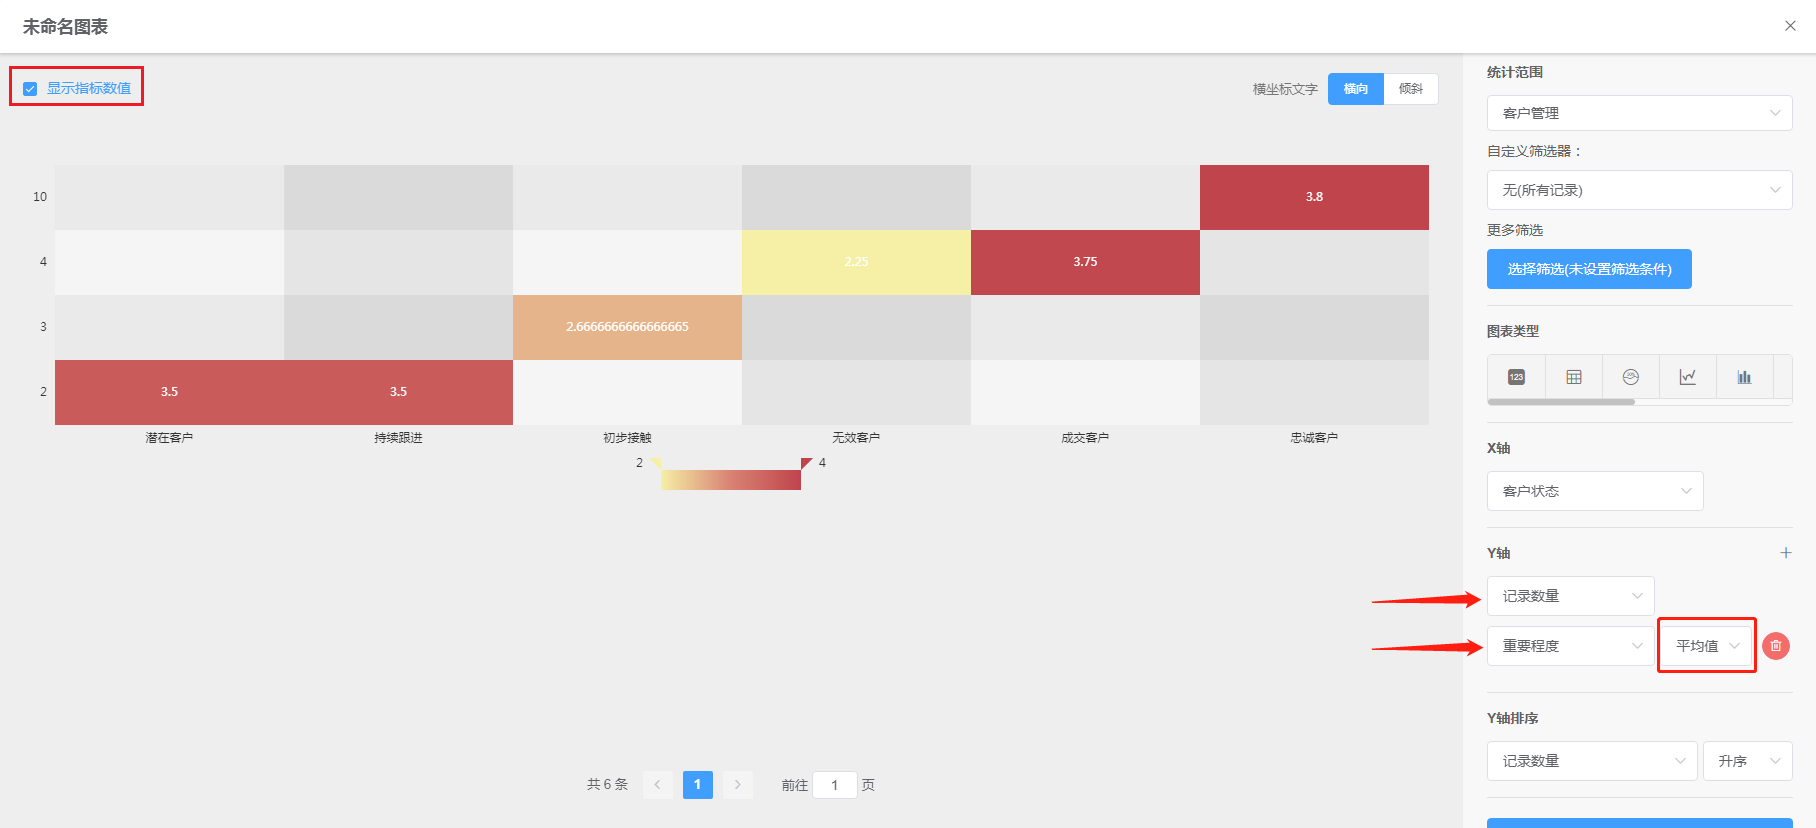 未命名图表
显示指标数值
横坐标文字 横向 倾斜
10
3.8
4
2.25
3.75
3
2.6666666666666665
2
3.5
3.5
潜在客户 持续跟进 初步接触 无效客户 成交客户 忠诚客户
2 4
共 6 条 1 前往 1 页
统计范围
客户管理
自定义筛选器：
无(所有记录)
更多筛选
选择筛选(未设置筛选条件)
图表类型
123
X轴
客户状态
Y轴
记录数量
重要程度 平均值
Y轴排序
记录数量 升序